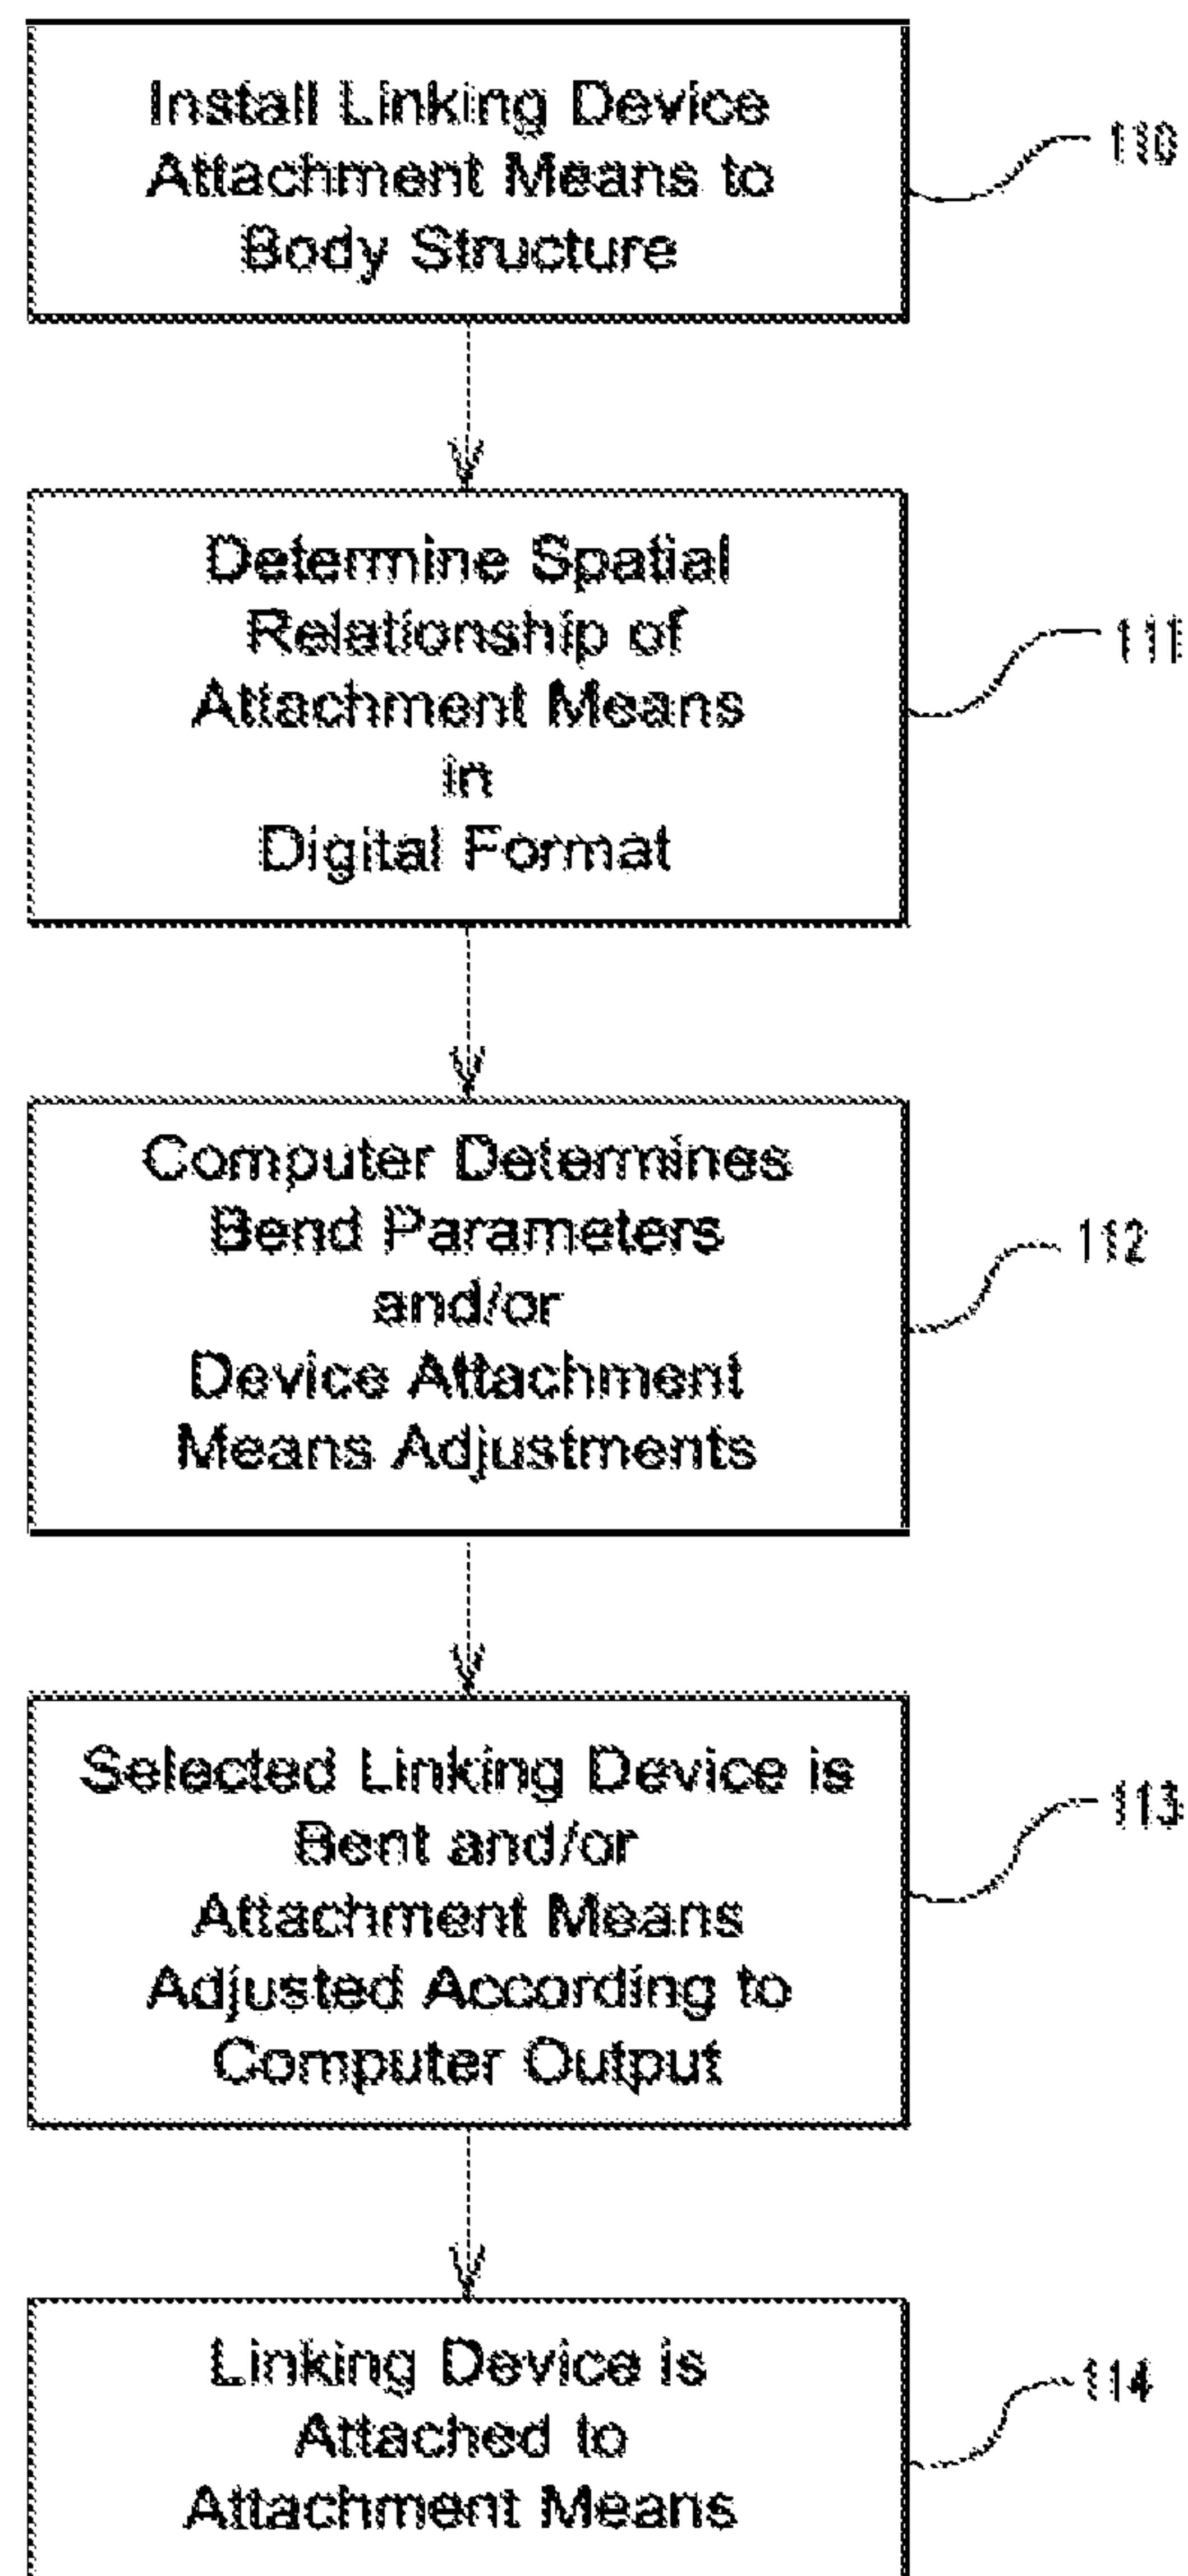 Install Linking Device
Attachment Means to
Body Structure
110
Determine Spatial
Relationship of
Attachment Means
in
Digital Format
111
Computer Determines
Bend Parameters
and/or
Device Attachment
Means Adjustments
112
Selected Linking Device is
Bent and/or
Attachment Means
Adjusted According to
Computer Output
113
Linking Device is
Attached to
Attachment Means
114